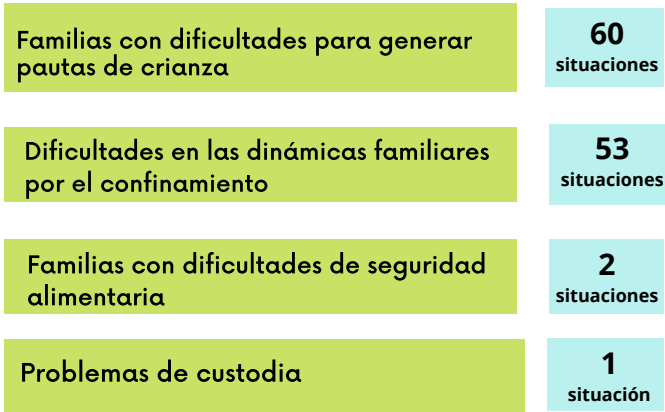 Familias con dificultades para generar
pautas de crianza
60
situaciones
Dificultades en las dinámicas familiares
por el confinamiento
53
situaciones
Familias con dificultades de seguridad
alimentaria
2
situaciones
Problemas de custodia
1
situación